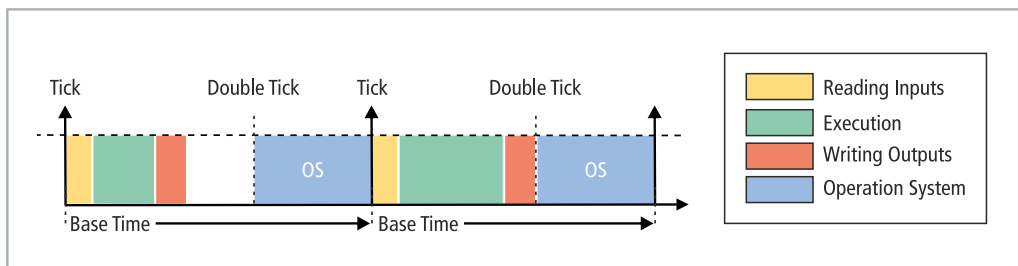 Tick
Double Tick
Tick
Double Tick
OS
OS
Base Time
Base Time
Reading Inputs
Execution
Writing Outputs
Operation System